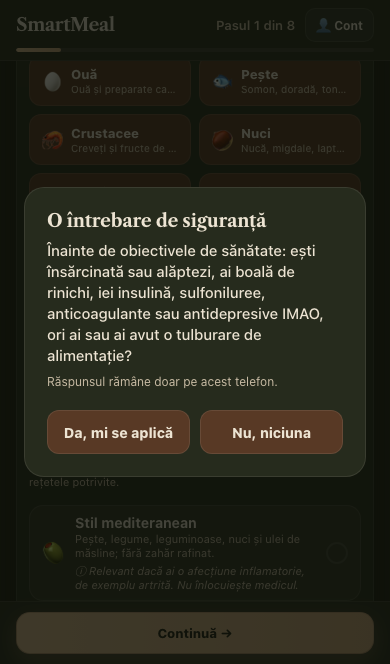 SmartMeal
Pasul 1 din 8
Cont
Ouă
Ouă și preparate ca...
Pește
Somon, doradă, ton...
Crustacee
Creveți și fructe de ...
Nuci
Nucă, migdale, lapt...
O întrebare de siguranță
Înainte de obiectivele de sănătate: ești
însărcinată sau alăptezi, ai boală de
rinichi, iei insulină, sulfoniluree,
anticoagulante sau antidepresive IMAO,
ori ai sau ai avut o tulburare de
alimentație?
Răspunsul rămâne doar pe acest telefon.
Da, mi se aplică
Nu, niciuna
rețetele potrivite.
Stil mediteranean
Pește, legume, leguminoase, nuci și ulei de
măsline; fără zahăr rafinat.
ⓘ Relevant dacă ai o afecțiune inflamatorie,
de exemplu artrită. Nu înlocuiește medicul.
Continuă →